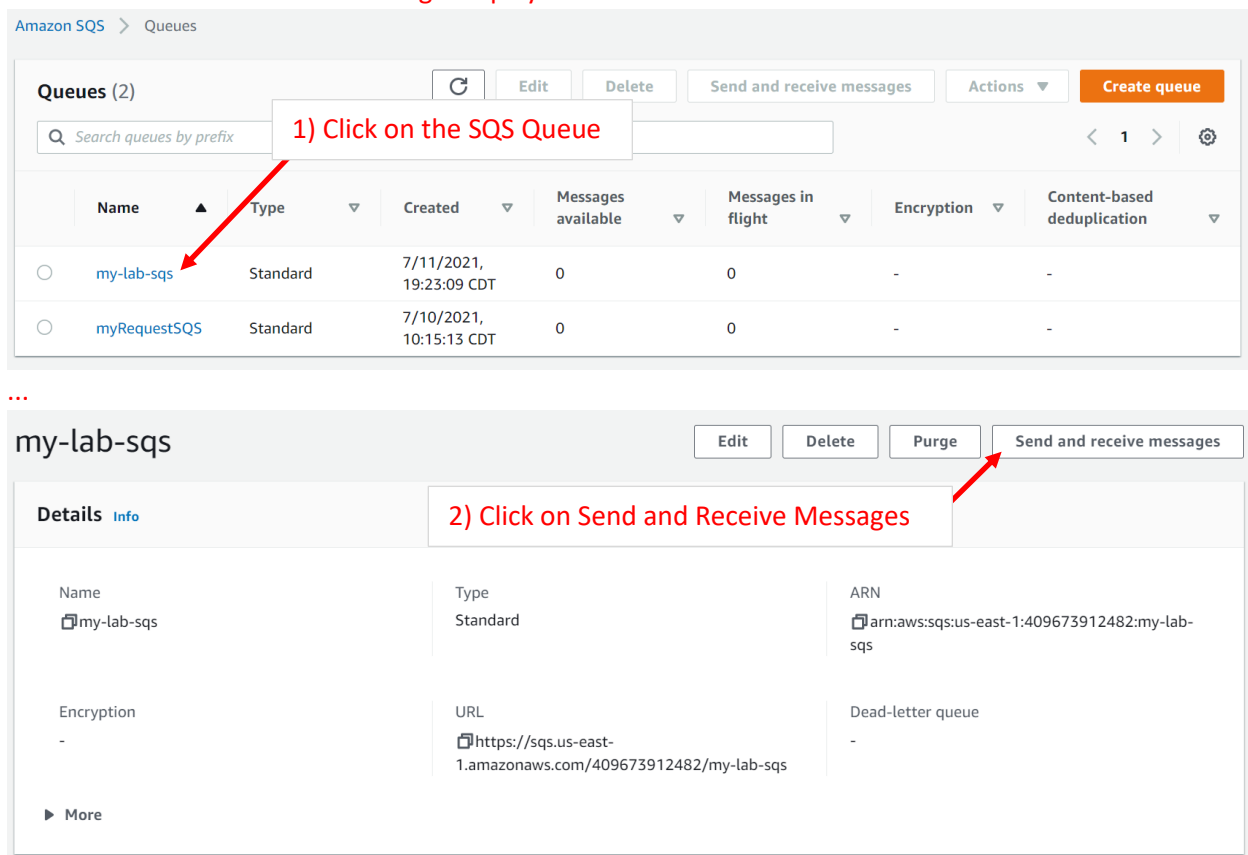 Amazon SQS > Queues
Queues (2)
Edit
Delete
Send and receive messages
Actions
Create queue
Search queues by prefix
1) Click on the SQS Queue
1
Name
Type
Created
Messages available
Messages in flight
Encryption
Content-based deduplication
my-lab-sqs
Standard
7/11/2021, 19:23:09 CDT
0
0
-
-
myRequestSQS
Standard
7/10/2021, 10:15:13 CDT
0
0
-
-
...
my-lab-sqs
Edit
Delete
Purge
Send and receive messages
Details Info
2) Click on Send and Receive Messages
Name
my-lab-sqs
Type
Standard
ARN
arn:aws:sqs:us-east-1:409673912482:my-lab-
sqs
Encryption
-
URL
https://sqs.us-east-
1.amazonaws.com/409673912482/my-lab-sqs
Dead-letter queue
-
More